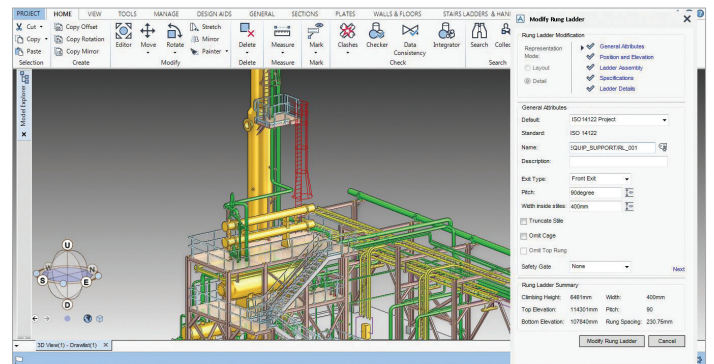 PROJECT HOME VIEW TOOLS MANAGE DESIGN AIDS GENERAL SECTIONS PLATES WALLS & FLOORS STAIRS LADDERS & HAN
Cut Copy Offset Stretch
Copy Copy Rotation Editor Move Rotate Mirror Delete Measure Mark Clashes Checker Data Consistency Integrator Search Collec
Paste Copy Mirror Painter
Selection Create Modify Delete Measure Mark Check Search
Model Explorer
U
W N
S E
D
3D View(1) - Drawlist(1) X
Modify Rung Ladder
Rung Ladder Modification
Representation Mode:
Layout
Detail
General Attributes
Position and Elevation
Ladder Assembly
Specifications
Ladder Details
General Attributes
Default: ISO14122 Project
Standard: ISO 14122
Name: EQUIP_SUPPORT/RL_001
Description:
Exit Type: Front Exit
Pitch: 90degree
Width inside stiles: 400mm
Truncate Stile
Omit Cage
Omit Top Rung
Safety Gate None
Next
Rung Ladder Summary
Climbing Height: 6461mm Width: 400mm
Top Elevation: 114301mm Pitch: 90
Bottom Elevation: 107840mm Rung Spacing: 230.75mm
Modify Rung Ladder Cancel